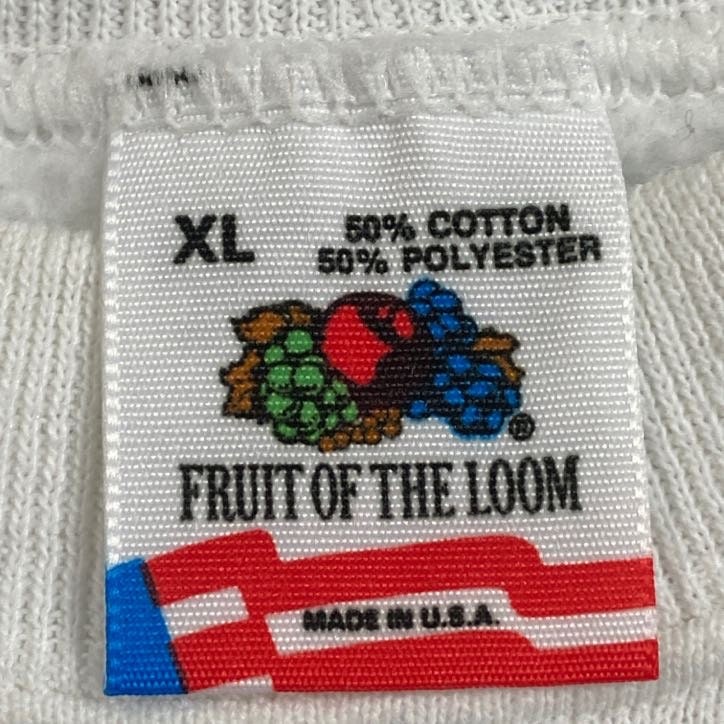 XL
50% COTTON
50% POLYESTER
®
FRUIT OF THE LOOM
MADE IN U.S.A.